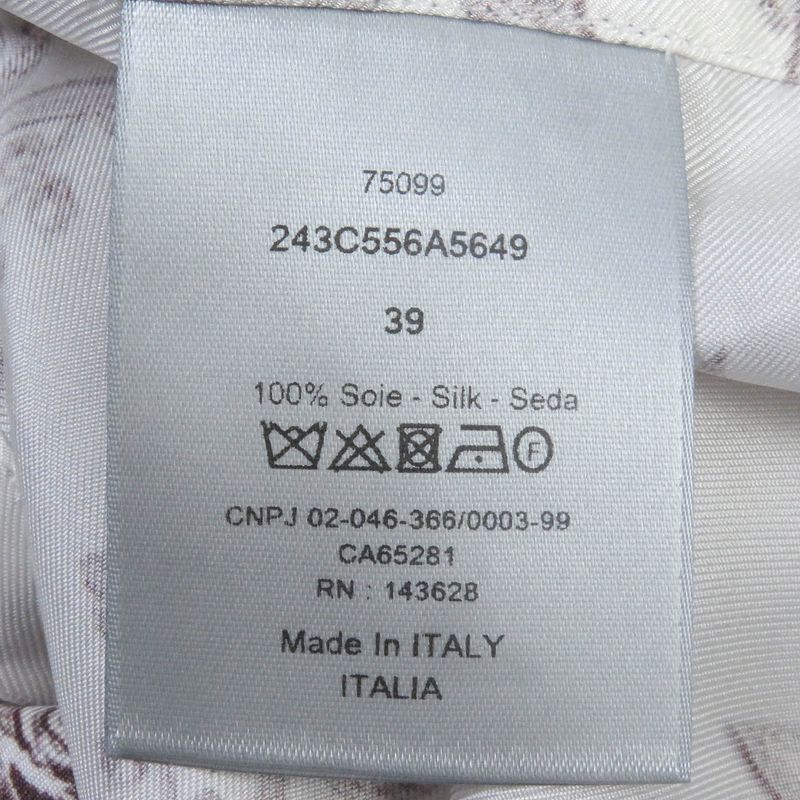 75099
243C556A5649
39
100% Soie - Silk - Seda
F
CNPJ 02-046-366/0003-99
CA65281
RN : 143628
Made In ITALY
ITALIA